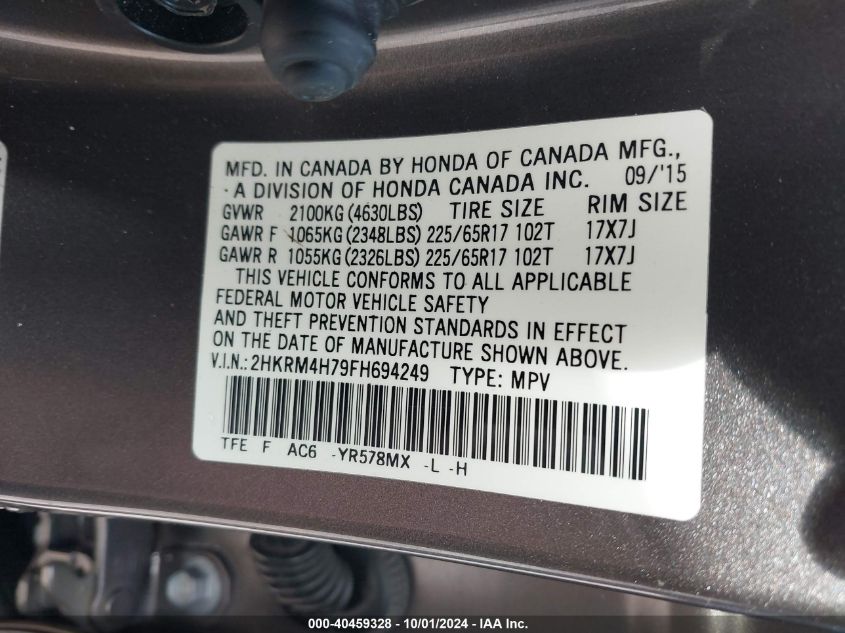 MFD. IN CANADA BY HONDA OF CANADA MFG.,
A DIVISION OF HONDA CANADA INC. 09/'15
GVWR 2100KG (4630LBS) TIRE SIZE RIM SIZE
GAWR F 1065KG (2348LBS) 225/65R17 102T 17X7J
GAWR R 1055KG (2326LBS) 225/65R17 102T 17X7J
THIS VEHICLE CONFORMS TO ALL APPLICABLE
FEDERAL MOTOR VEHICLE SAFETY
AND THEFT PREVENTION STANDARDS IN EFFECT
ON THE DATE OF MANUFACTURE SHOWN ABOVE.
V.I.N.: 2HKRM4H79FH694249 TYPE: MPV
TFE F AC6 -YR578MX -L -H
000-40459328 - 10/01/2024 - IAA Inc.